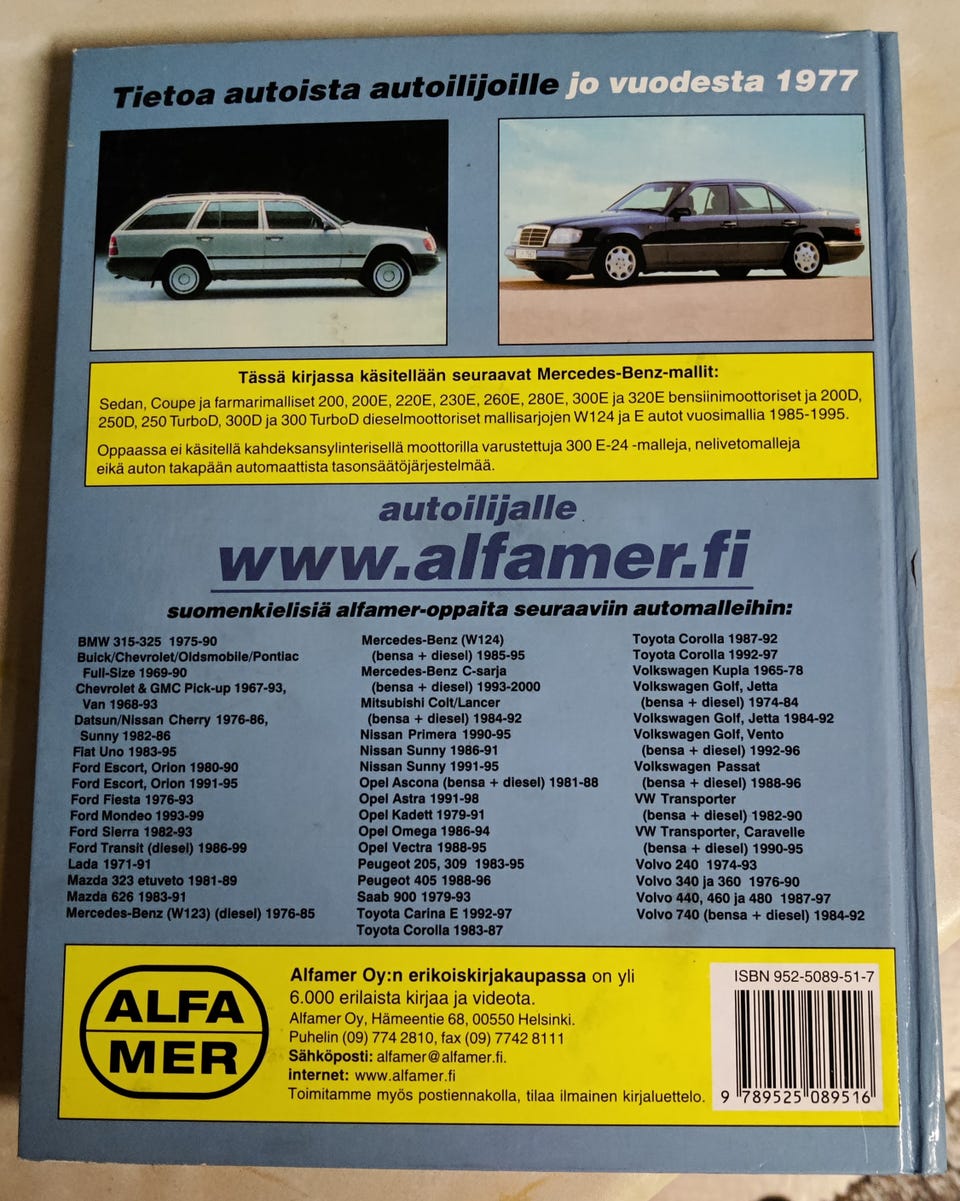 Tietoa autoista autoilijoille jo vuodesta 1977
Tässä kirjassa käsitellään seuraavat Mercedes-Benz-mallit:
Sedan, Coupe ja farmarimalliset 200, 200E, 220E, 230E, 260E, 280E, 300E ja 320E bensiinimoottoriset ja 200D,
250D, 250 TurboD, 300D ja 300 TurboD dieselmoottoriset mallisarjojen W124 ja E autot vuosimallia 1985-1995.
Oppaassa ei käsitellä kahdeksansylinterisellä moottorilla varustettuja 300 E-24 -malleja, nelivetomalleja
eikä auton takapään automaattista tasonsäätöjärjestelmää.
autoilijalle
www.alfamer.fi
suomenkielisiä alfamer-oppaita seuraaviin automalleihin:
BMW 315-325 1975-90
Buick/Chevrolet/Oldsmobile/Pontiac
Full-Size 1969-90
Chevrolet & GMC Pick-up 1967-93,
Van 1968-93
Datsun/Nissan Cherry 1976-86,
Sunny 1982-86
Fiat Uno 1983-95
Ford Escort, Orion 1980-90
Ford Escort, Orion 1991-95
Ford Fiesta 1976-93
Ford Mondeo 1993-99
Ford Sierra 1982-93
Ford Transit (diesel) 1986-99
Lada 1971-91
Mazda 323 etuveto 1981-89
Mazda 626 1983-91
Mercedes-Benz (W123) (diesel) 1976-85
Mercedes-Benz (W124)
(bensa + diesel) 1985-95
Mercedes-Benz C-sarja
(bensa + diesel) 1993-2000
Mitsubishi Colt/Lancer
(bensa + diesel) 1984-92
Nissan Primera 1990-95
Nissan Sunny 1986-91
Nissan Sunny 1991-95
Opel Ascona (bensa + diesel) 1981-88
Opel Astra 1991-98
Opel Kadett 1979-91
Opel Omega 1986-94
Opel Vectra 1988-95
Peugeot 205, 309 1983-95
Peugeot 405 1988-96
Saab 900 1979-93
Toyota Carina E 1992-97
Toyota Corolla 1983-87
Toyota Corolla 1987-92
Toyota Corolla 1992-97
Volkswagen Kupla 1965-78
Volkswagen Golf, Jetta
(bensa + diesel) 1974-84
Volkswagen Golf, Jetta 1984-92
Volkswagen Golf, Vento
(bensa + diesel) 1992-96
Volkswagen Passat
(bensa + diesel) 1988-96
VW Transporter
(bensa + diesel) 1982-90
VW Transporter, Caravelle
(bensa + diesel) 1990-95
Volvo 240 1974-93
Volvo 340 ja 360 1976-90
Volvo 440, 460 ja 480 1987-97
Volvo 740 (bensa + diesel) 1984-92
ALFA
MER
Alfamer Oy:n erikoiskirjakaupassa on yli
6.000 erilaista kirjaa ja videota.
Alfamer Oy, Hämeentie 68, 00550 Helsinki.
Puhelin (09) 774 2810, fax (09) 7742 8111
Sähköposti: alfamer@alfamer.fi.
internet: www.alfamer.fi
Toimitamme myös postiennakolla, tilaa ilmainen kirjaluettelo.
ISBN 952-5089-51-7
9 789525 089516